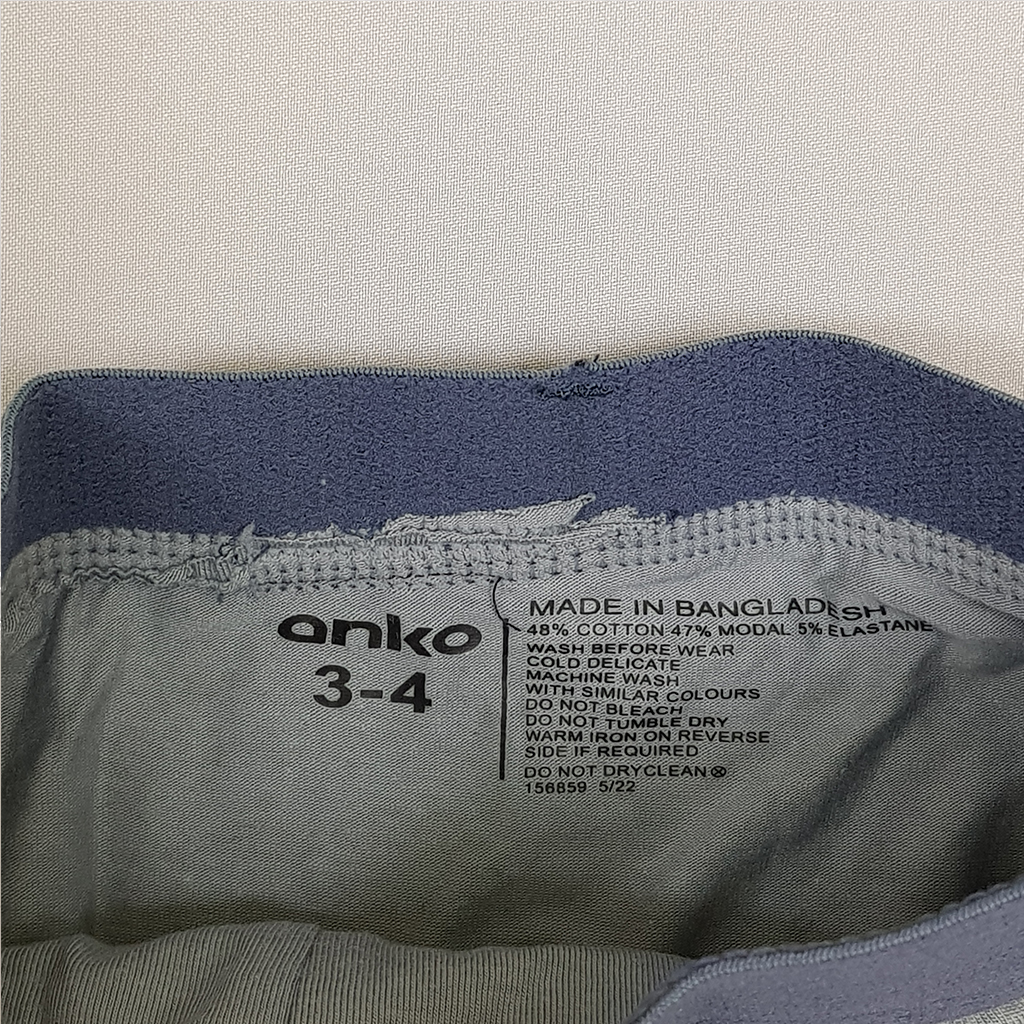 anko
3-4
MADE IN BANGLADESH
48% COTTON 47% MODAL 5% ELASTANE
WASH BEFORE WEAR
COLD DELICATE
MACHINE WASH
WITH SIMILAR COLOURS
DO NOT BLEACH
DO NOT TUMBLE DRY
WARM IRON ON REVERSE
SIDE IF REQUIRED
DO NOT DRYCLEAN ⓧ
156859 5/22